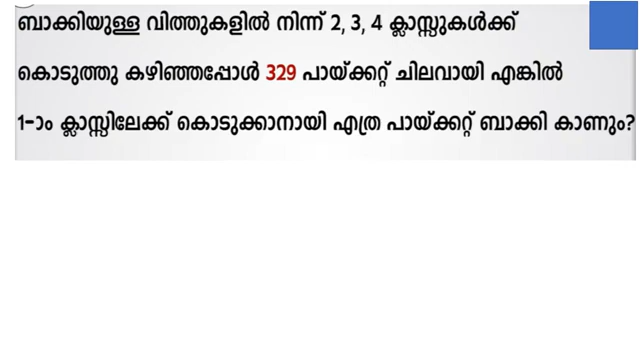 ബാക്കിയുള്ള വിത്തുകളിൽ നിന്ന് 2, 3, 4 ക്ലാസ്സുകൾക്ക്
കൊടുത്തു കഴിഞ്ഞപ്പോൾ 329 പായ്ക്കറ്റ് ചിലവായി എങ്കിൽ
1-ാം ക്ലാസ്സിലേക്ക് കൊടുക്കാനായി എത്ര പായ്ക്കറ്റ് ബാക്കി കാണും?